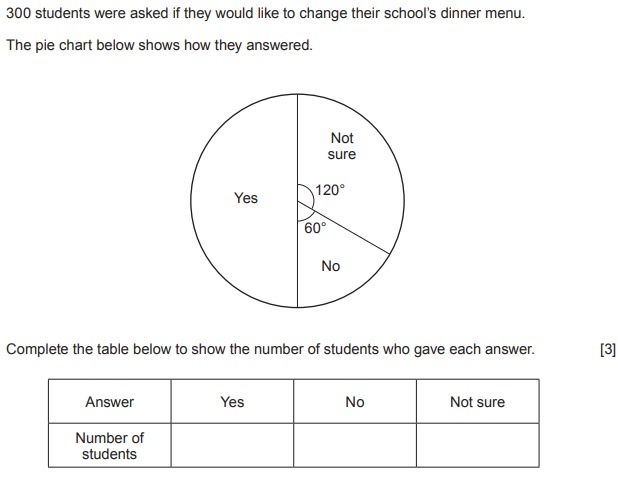 300 students were asked if they would like to change their school’s dinner menu.
The pie chart below shows how they answered.
Not
sure
120°
Yes
60°
No
Complete the table below to show the number of students who gave each answer. [3]
Answer Yes No Not sure
Number of
students